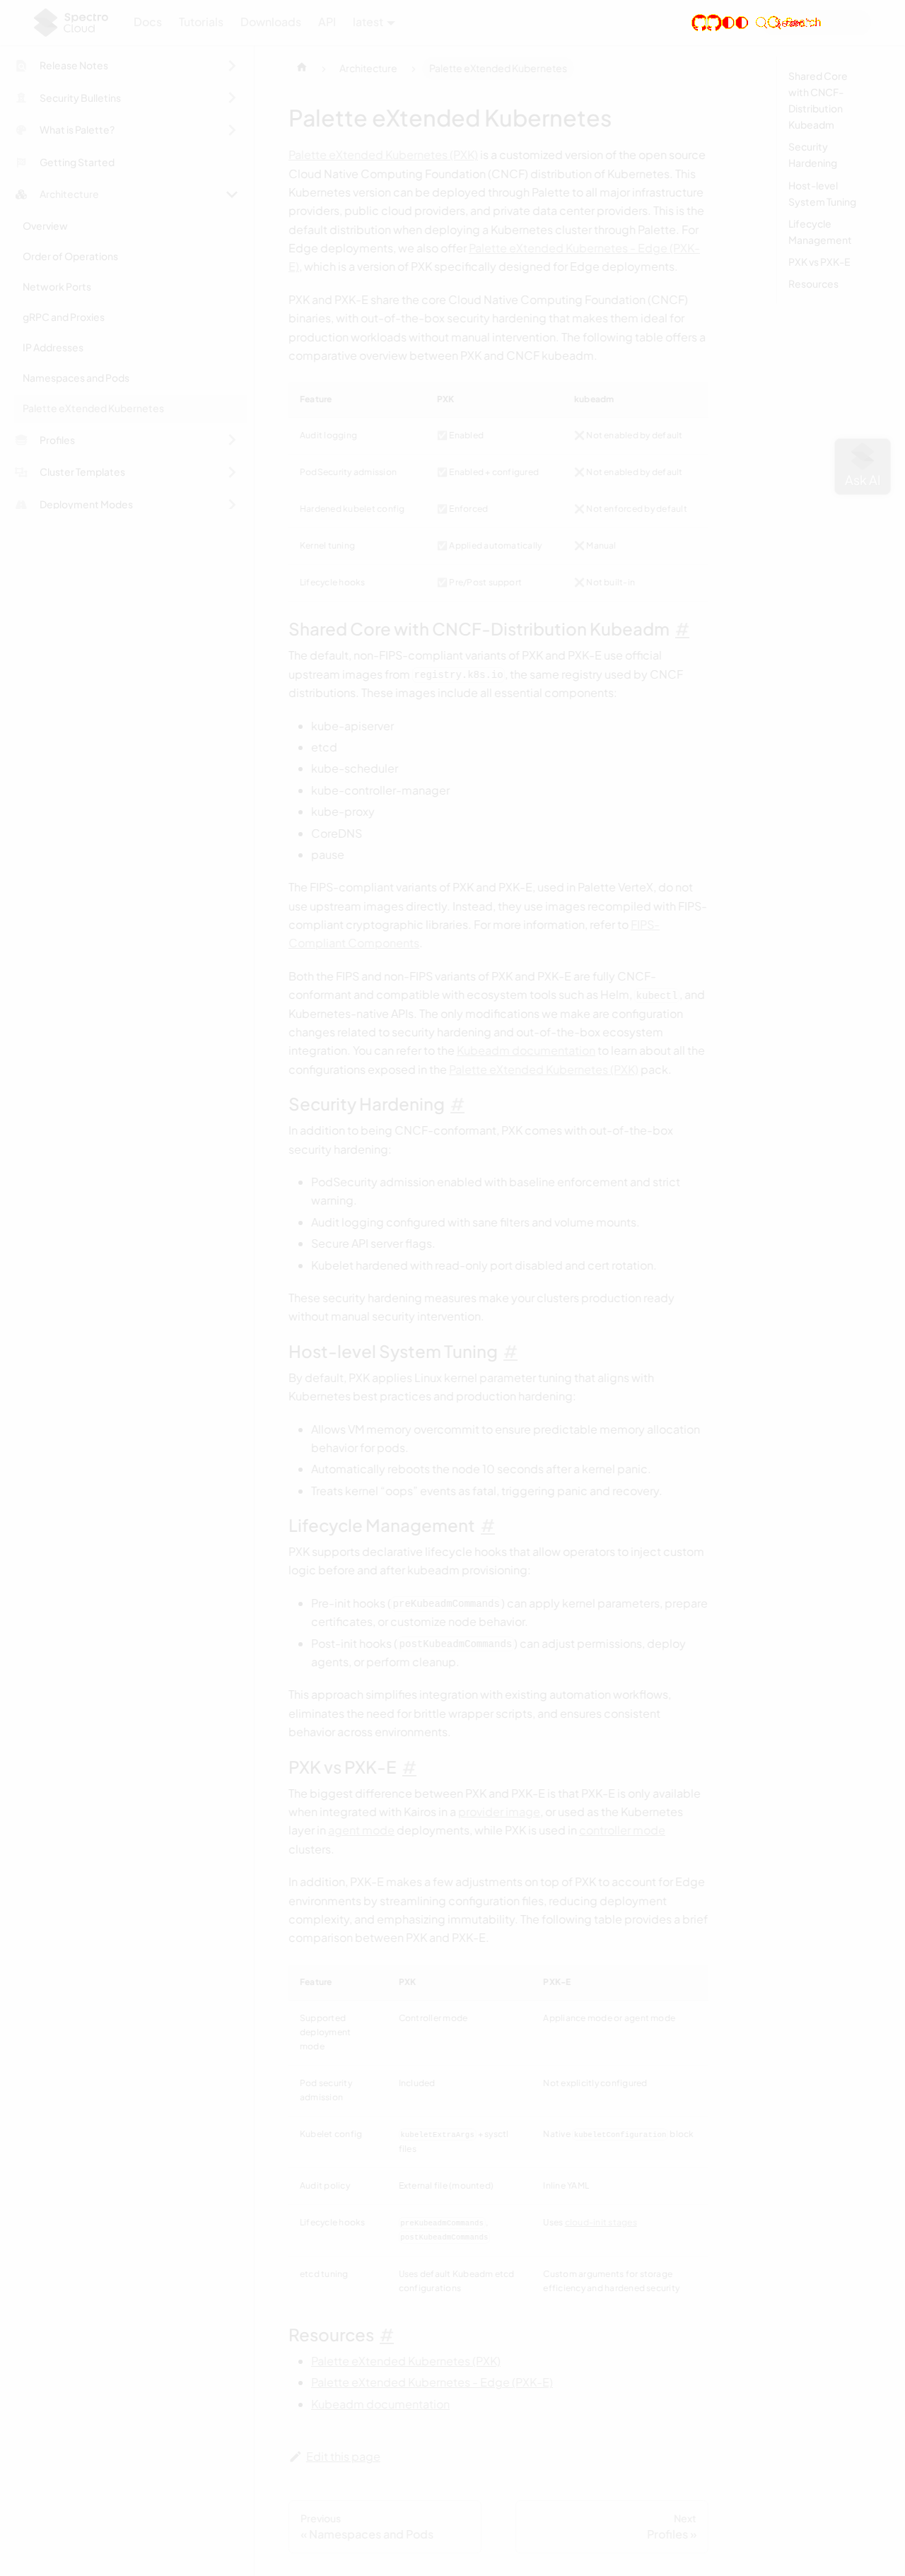 Spectro Cloud
Docs Tutorials Downloads API latest
Release Notes
Security Bulletins
What is Palette?
Getting Started
Architecture
Overview
Order of Operations
Network Ports
gRPC and Proxies
IP Addresses
Namespaces and Pods
Palette eXtended Kubernetes
Profiles
Cluster Templates
Deployment Modes
Architecture
Palette eXtended Kubernetes
Palette eXtended Kubernetes
Palette eXtended Kubernetes (PXK) is a customized version of the open source
Cloud Native Computing Foundation (CNCF) distribution of Kubernetes. This
Kubernetes version can be deployed through Palette to all major infrastructure
providers, public cloud providers, and private data center providers. This is the
default distribution when deploying a Kubernetes cluster through Palette. For
Edge deployments, we also offer Palette eXtended Kubernetes - Edge (PXK-
E), which is a version of PXK specifically designed for Edge deployments.
PXK and PXK-E share the core Cloud Native Computing Foundation (CNCF)
binaries, with out-of-the-box security hardening that makes them ideal for
production workloads without manual intervention. The following table offers a
comparative overview between PXK and CNCF kubeadm.
Feature PXK kubeadm
Audit logging ✅ Enabled ❌ Not enabled by default
Pod Security admission ✅ Enabled + configured ❌ Not enabled by default
Hardened kubelet config ✅ Enforced ❌ Not enforced by default
Kernel tuning ✅ Applied automatically ❌ Manual
Lifecycle hooks ✅ Pre/Post support ❌ Not built-in
Shared Core with CNCF-Distribution Kubeadm #
The default, non-FIPS-compliant variants of PXK and PXK-E use official
upstream images from registry.k8s.io, the same registry used by CNCF
distributions. These images include all essential components:
kube-apiserver
etcd
kube-scheduler
kube-controller-manager
kube-proxy
CoreDNS
pause
The FIPS-compliant variants of PXK and PXK-E, used in Palette VerteX, do not
use upstream images directly. Instead, they use images recompiled with FIPS-
compliant cryptographic libraries. For more information, refer to FIPS-
Compliant Components.
Both the FIPS and non-FIPS variants of PXK and PXK-E are fully CNCF-
conformant and compatible with ecosystem tools such as Helm, kubectl, and
Kubernetes-native APIs. The only modifications we make are configuration
changes related to security hardening and out-of-the-box ecosystem
integration. You can refer to the Kubeadm documentation to learn about all the
configurations exposed in the Palette eXtended Kubernetes (PXK) pack.
Security Hardening #
In addition to being CNCF-conformant, PXK comes with out-of-the-box
security hardening:
PodSecurity admission enabled with baseline enforcement and strict
warning.
Audit logging configured with sane filters and volume mounts.
Secure API server flags.
Kubelet hardened with read-only port disabled and cert rotation.
These security hardening measures make your clusters production ready
without manual security intervention.
Host-level System Tuning #
By default, PXK applies Linux kernel parameter tuning that aligns with
Kubernetes best practices and production hardening:
Allows VM memory overcommit to ensure predictable memory allocation
behavior for pods.
Automatically reboots the node 10 seconds after a kernel panic.
Treats kernel “oops” events as fatal, triggering panic and recovery.
Lifecycle Management #
PXK supports declarative lifecycle hooks that allow operators to inject custom
logic before and after kubeadm provisioning:
Pre-init hooks (preKubeadmCommands) can apply kernel parameters, prepare
certificates, or customize node behavior.
Post-init hooks (postKubeadmCommands) can adjust permissions, deploy
agents, or perform cleanup.
This approach simplifies integration with existing automation workflows,
eliminates the need for brittle wrapper scripts, and ensures consistent
behavior across environments.
PXK vs PXK-E #
The biggest difference between PXK and PXK-E is that PXK-E is only available
when integrated with Kairos in a provider image, or used as the Kubernetes
layer in agent mode deployments, while PXK is used in controller mode
clusters.
In addition, PXK-E makes a few adjustments on top of PXK to account for Edge
environments by streamlining configuration files, reducing deployment
complexity, and emphasizing immutability. The following table provides a brief
comparison between PXK and PXK-E.
Feature PXK PXK-E
Supported deployment mode Controller mode Appliance mode or agent mode
Pod security admission Included Not explicitly configured
Kubelet config kubeletExtraArgs + sysctl files Native kubeletConfiguration block
Audit policy External file (mounted) Inline YAML
Lifecycle hooks preKubeadmCommands, postKubeadmCommands Uses cloud-init stages
etcd tuning Uses default Kubeadm etcd configurations Custom arguments for storage efficiency and hardened security
Resources #
Palette eXtended Kubernetes (PXK)
Palette eXtended Kubernetes - Edge (PXK-E)
Kubeadm documentation
Edit this page
Previous
« Namespaces and Pods
Next
Profiles »
Shared Core
with CNCF-
Distribution
Kubeadm
Security
Hardening
Host-level
System Tuning
Lifecycle
Management
PXK vs PXK-E
Resources
Ask AI